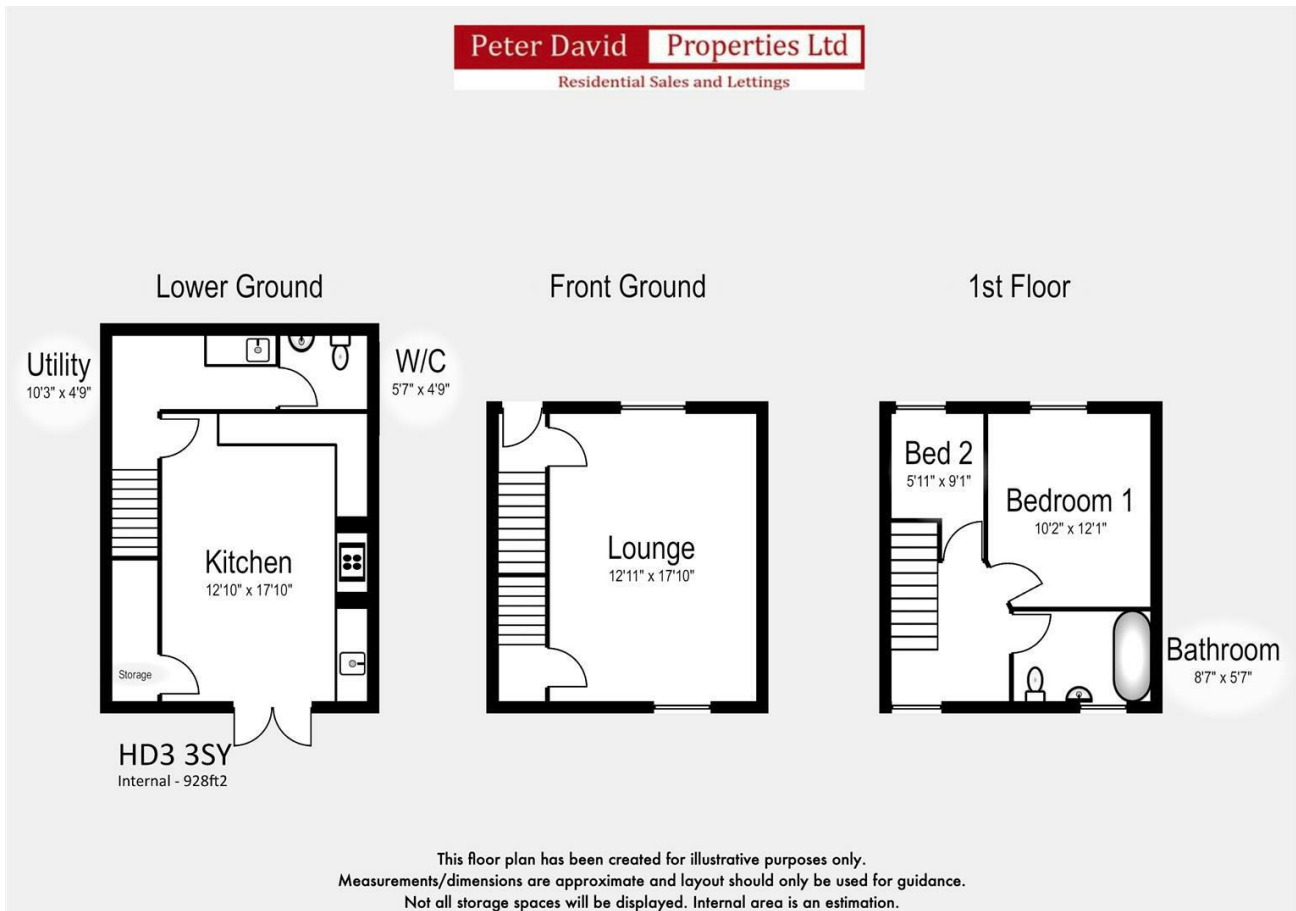 Peter David Properties Ltd
Residential Sales and Lettings
Lower Ground
Front Ground
1st Floor
Utility
10'3" x 4'9"
W/C
5'7" x 4'9"
Kitchen
12'10" x 17'10"
Storage
Lounge
12'11" x 17'10"
Bed 2
5'11" x 9'1"
Bedroom 1
10'2" x 12'1"
Bathroom
8'7" x 5'7"
HD3 3SY
Internal - 928ft2
This floor plan has been created for illustrative purposes only.
Measurements/dimensions are approximate and layout should only be used for guidance.
Not all storage spaces will be displayed. Internal area is an estimation.